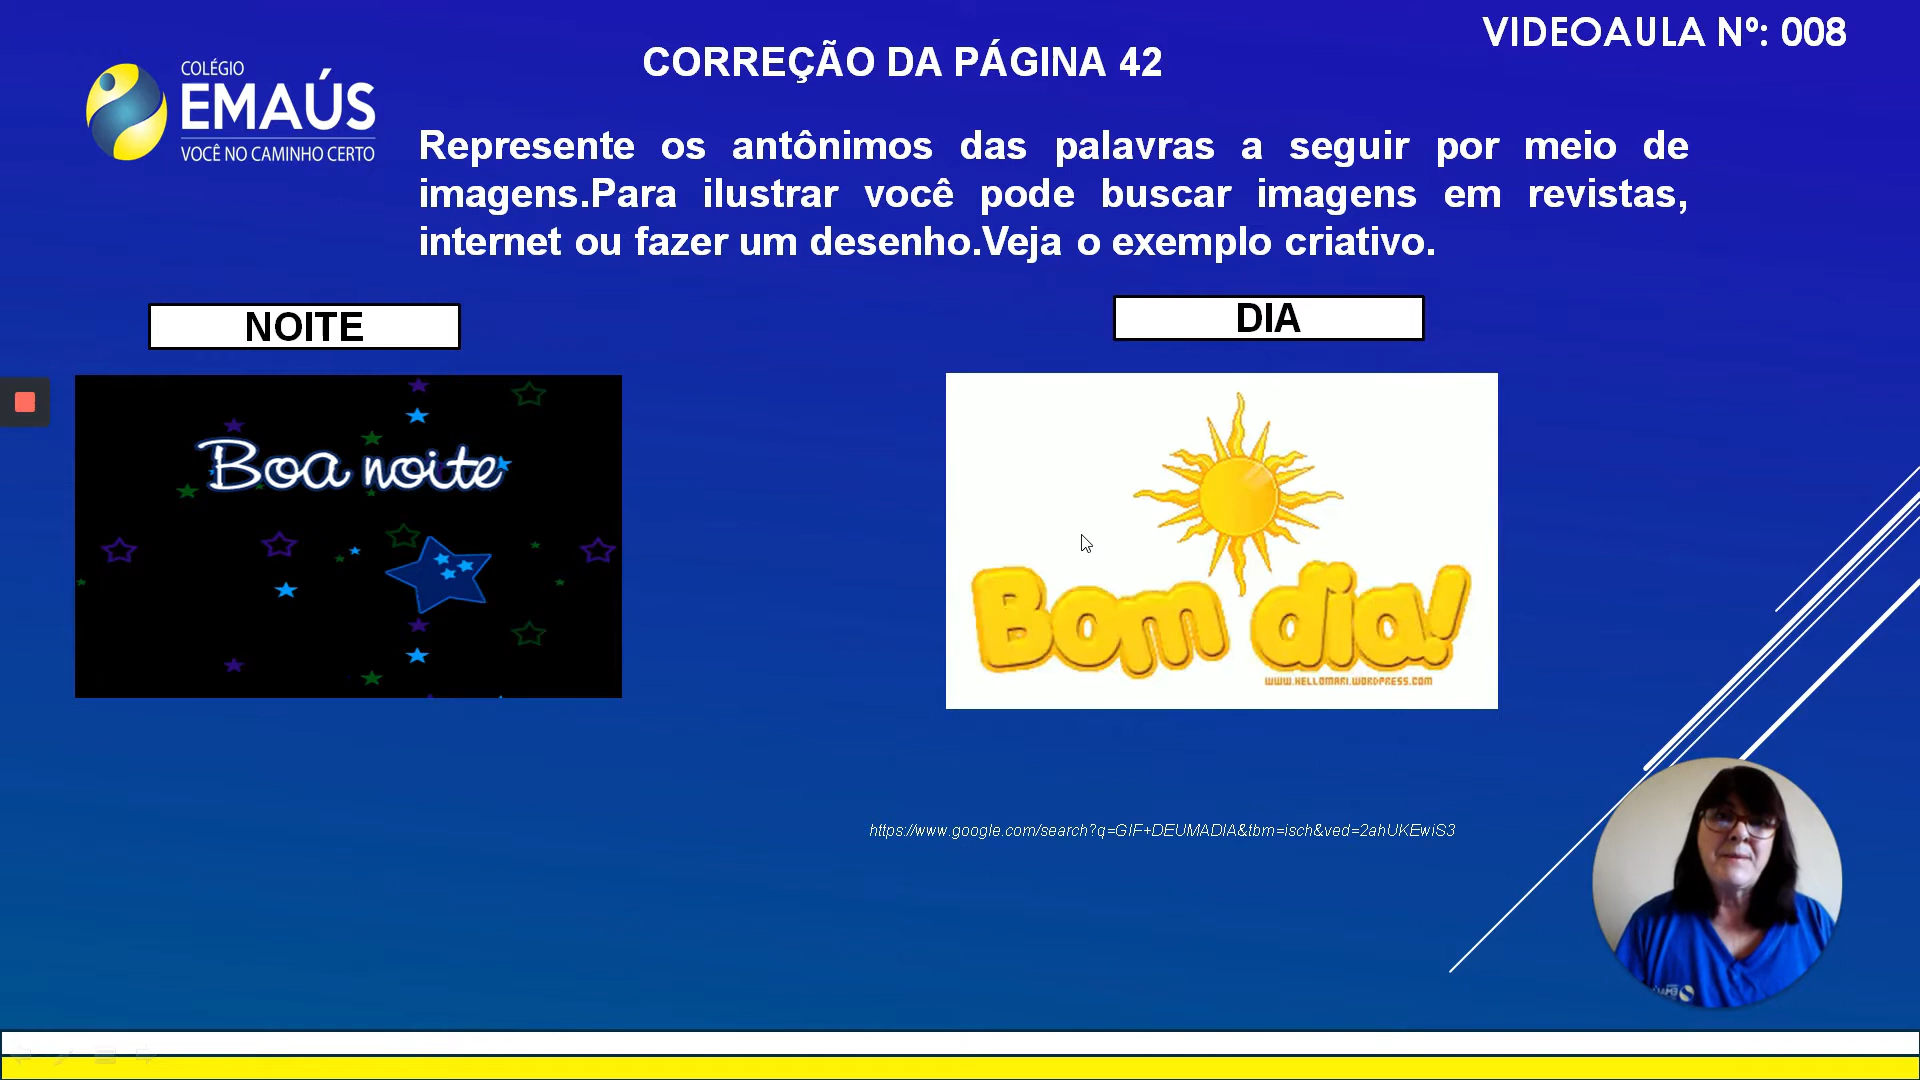 VIDEOAULA Nº: 008
CORREÇÃO DA PÁGINA 42
COLÉGIO
EMAÚS
VOCÊ NO CAMINHO CERTO
Represente os antônimos das palavras a seguir por meio de
imagens.Para ilustrar você pode buscar imagens em revistas,
internet ou fazer um desenho.Veja o exemplo criativo.
NOITE
DIA
Boa noite
Bom dia!
WWW.HELLOMARI.WORDPRESS.COM
https://www.google.com/search?q=GIF+DEUMADIA&tbm=isch&ved=2ahUKEwiS3